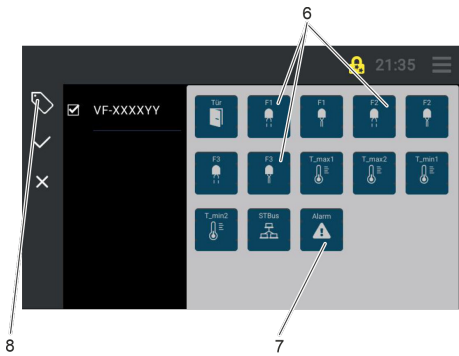 6
21:35
VF-XXXXYY
Tür F1 F1 F2 F2
F3 F3 T_max1 T_max2 T_min1
T_min2 STBus Alarm
8 7